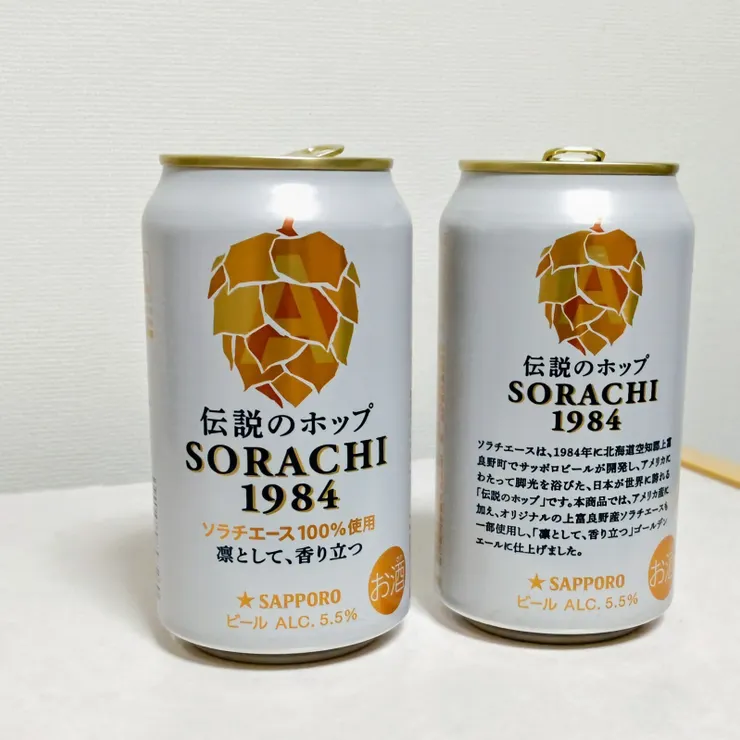 A
伝説のホップ
SORACHI
1984
ソラチエース100%使用
凛として、香り立つ
お酒
★ SAPPORO
ビール ALC. 5.5%
A
伝説のホップ
SORACHI
1984
ソラチエースは、1984年に北海道空知郡上富
良野町でサッポロビールが開発し、アメリカに
わたって脚光を浴びた、日本が世界に誇れる
「伝説のホップ」です。本商品では、アメリカ産に
加え、オリジナルの上富良野産ソラチエースも
一部使用し、「凛として、香り立つ」ゴールデン
エールに仕上げました。
お酒
★ SAPPORO
ビール ALC. 5.5%